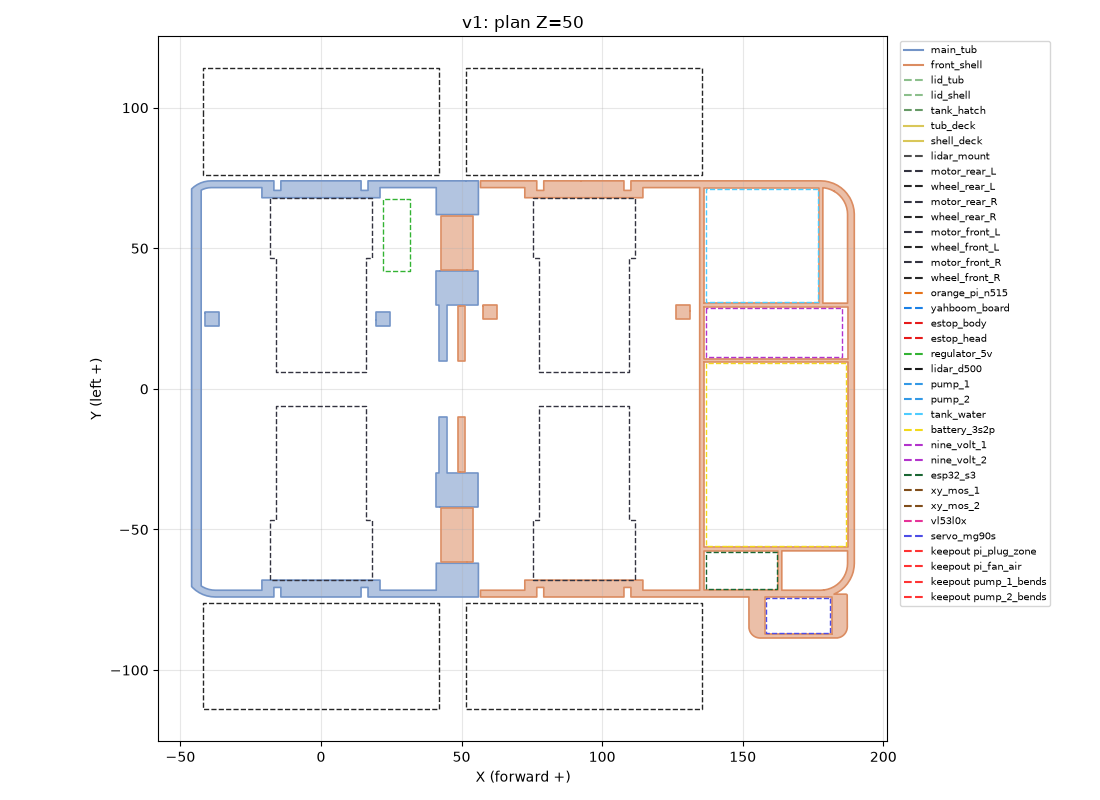 v1: plan Z=50
100
50
0
−50
−100
−50
0
50
100
150
200
Y (left +)
X (forward +)
main_tub
front_shell
lid_tub
lid_shell
tank_hatch
tub_deck
shell_deck
lidar_mount
motor_rear_L
wheel_rear_L
motor_rear_R
wheel_rear_R
motor_front_L
wheel_front_L
motor_front_R
wheel_front_R
orange_pi_n515
yahboom_board
estop_body
estop_head
regulator_5v
lidar_d500
pump_1
pump_2
tank_water
battery_3s2p
nine_volt_1
nine_volt_2
esp32_s3
xy_mos_1
xy_mos_2
vl53l0x
servo_mg90s
keepout pi_plug_zone
keepout pi_fan_air
keepout pump_1_bends
keepout pump_2_bends